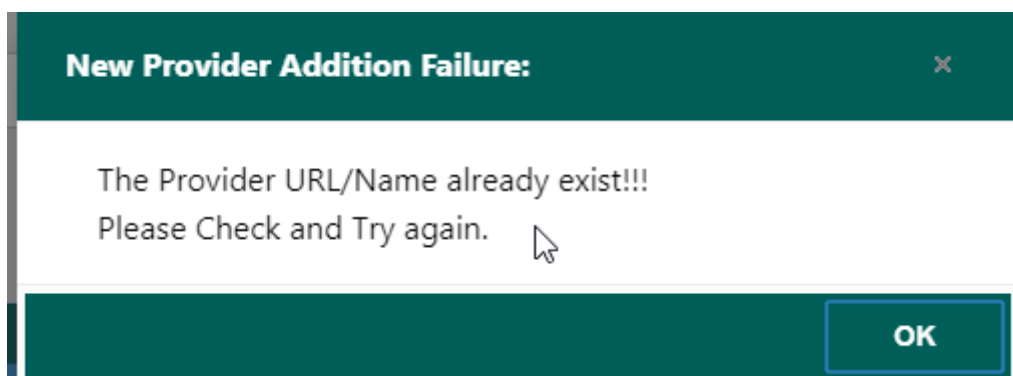 New Provider Addition Failure:
×
The Provider URL/Name already exist!!!
Please Check and Try again.
OK